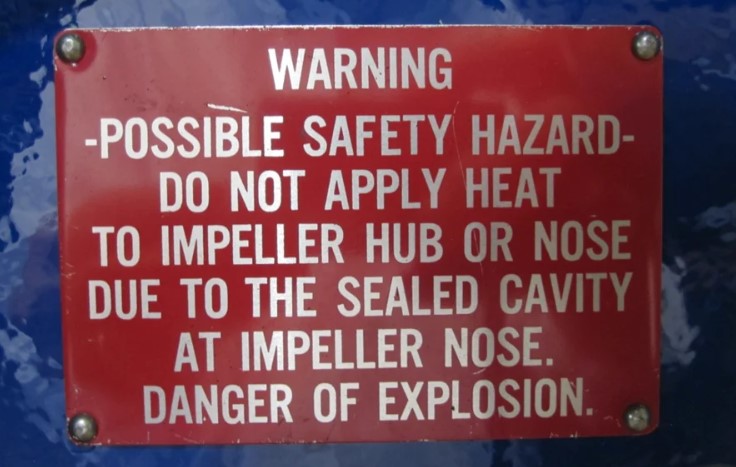 WARNING
-POSSIBLE SAFETY HAZARD-
DO NOT APPLY HEAT
TO IMPELLER HUB OR NOSE
DUE TO THE SEALED CAVITY
AT IMPELLER NOSE.
DANGER OF EXPLOSION.